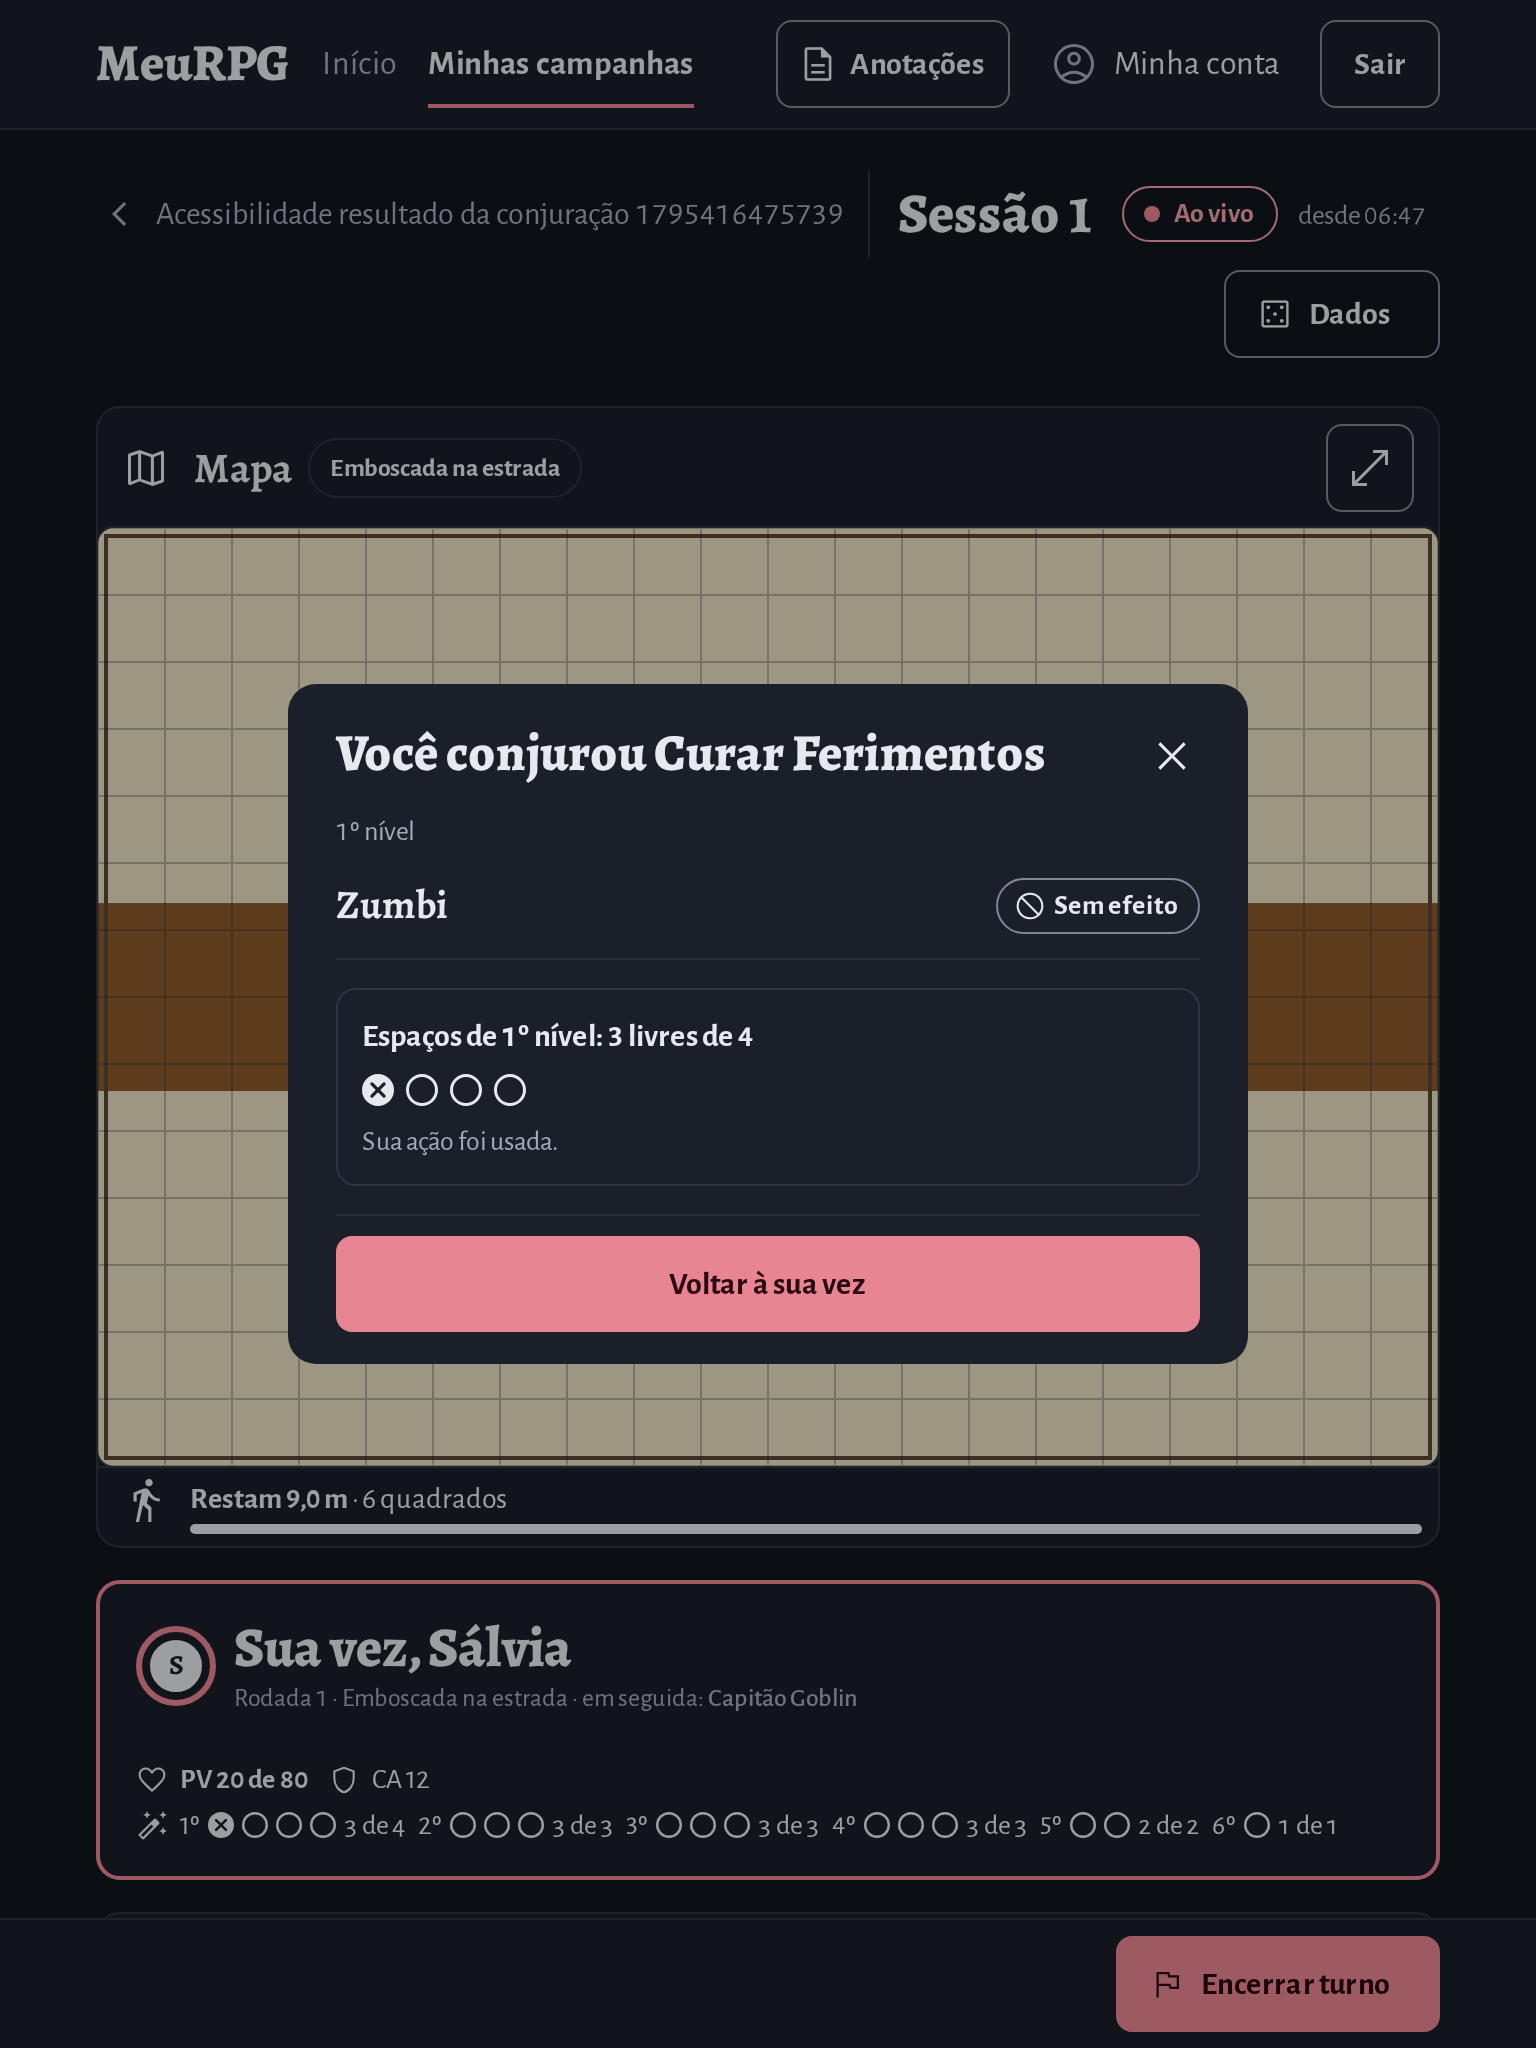 MeuRPG Início Minhas campanhas Anotações Minha conta Sair
Acessibilidade resultado da conjuração 1795416475739 Sessão 1 Ao vivo desde 06:47
Dados
Mapa Emboscada na estrada
Você conjurou Curar Ferimentos
1º nível
Zumbi Sem efeito
Espaços de 1º nível: 3 livres de 4
Sua ação foi usada.
Voltar à sua vez
Restam 9,0 m · 6 quadrados
S Sua vez, Sálvia
Rodada 1 · Emboscada na estrada · em seguida: Capitão Goblin
PV 20 de 80 CA 12
1º 3 de 4 2º 3 de 3 3º 3 de 3 4º 3 de 3 5º 2 de 2 6º 1 de 1
Encerrar turno